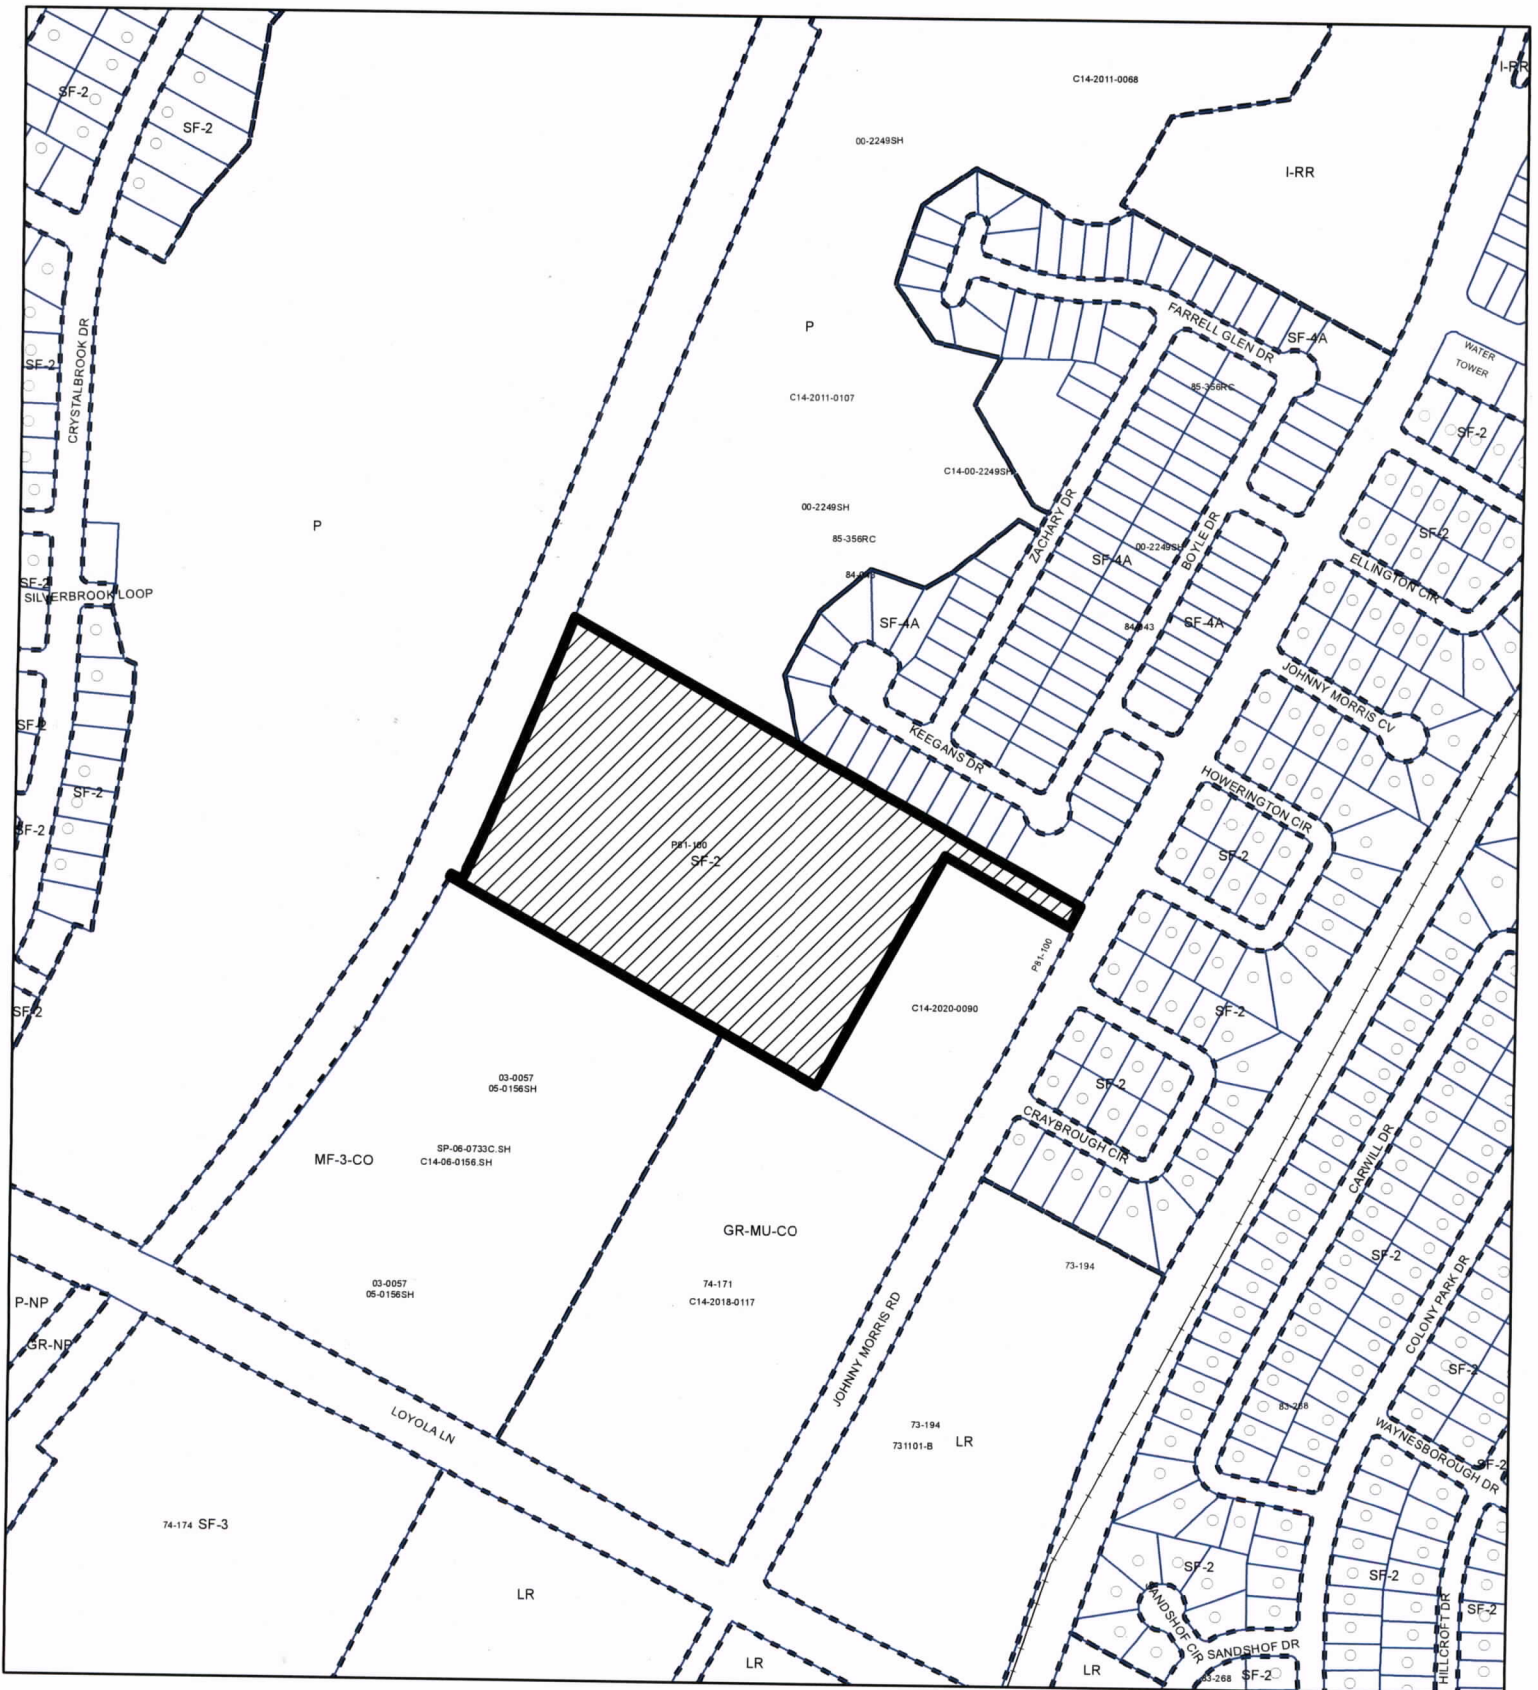 I-RR
C14-2011-0068
SF-2
SF-2
00-2249SH
I-RR
P
FARRELL GLEN DR
SF-4A
WATER
TOWER
CRYSTALBROOK DR
SF-2
85-356RC
C14-2011-0107
SF-2
C14-00-2249SH
00-2249SH
P
ZACHARY DR
BOYLE DR
SF-2
85-356RC
00-2249SH
SF-4A
ELLINGTON CIR
SF-2
SILVERBROOK LOOP
SF-4A
84-343
SF-4A
JOHNNY MORRIS CV
SF-2
KEEGANS DR
HOWERINGTON CIR
SF-2
SF-2
P81-100
SF-2
SF-2
P81-100
SF-2
C14-2020-0090
SF-2
03-0057
05-0156SH
SF-2
CRAYBROUGH CIR
SP-06-0733C.SH
C14-06-0156.SH
MF-3-CO
CARWILL DR
GR-MU-CO
SF-2
73-194
03-0057
05-0156SH
74-171
C14-2018-0117
P-NP
GR-NP
JOHNNY MORRIS RD
COLONY PARK DR
SF-2
83-268
LOYOLA LN
73-194
731101-B
LR
WAYNESBOROUGH DR
SF-2
74-174 SF-3
LR
SF-2
SF-2
SF-2
SANDSHOF CIR
SANDSHOF DR
HILLCROFT DR
LR
LR
83-268
SF-2